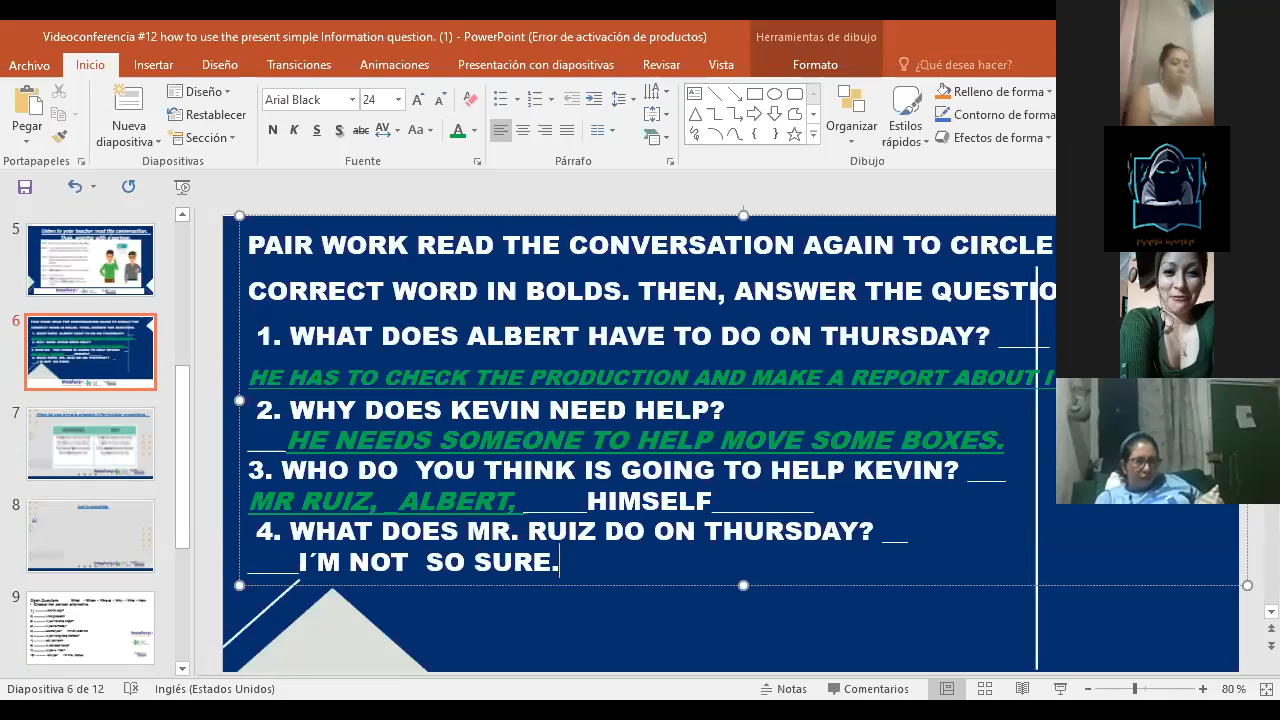 Videoconferencia #12 how to use the present simple Information question. (1) - PowerPoint (Error de activación de productos)
Herramientas de dibujo
Archivo Inicio Insertar Diseño Transiciones Animaciones Presentación con diapositivas Revisar Vista Formato ¿Qué desea hacer?
Pegar
Portapapeles
Nueva diapositiva
Diseño
Restablecer
Sección
Diapositivas
Arial Black 24
N K S S abc AV Aa A
Fuente
Párrafo
Organizar
Estilos rápidos
Relleno de forma
Contorno de forma
Efectos de forma
Dibujo
5
6
7
8
9
PAIR WORK READ THE CONVERSATION AGAIN TO CIRCLE
CORRECT WORD IN BOLDS. THEN, ANSWER THE QUESTIO
1. WHAT DOES ALBERT HAVE TO DO ON THURSDAY? ____
HE HAS TO CHECK THE PRODUCTION AND MAKE A REPORT ABOUT I
2. WHY DOES KEVIN NEED HELP?
___HE NEEDS SOMEONE TO HELP MOVE SOME BOXES.
3. WHO DO YOU THINK IS GOING TO HELP KEVIN? ___
MR RUIZ, _ALBERT, _____HIMSELF________
4. WHAT DOES MR. RUIZ DO ON THURSDAY? __
____I´M NOT SO SURE.
Diapositiva 6 de 12 Inglés (Estados Unidos) Notas Comentarios 80 %